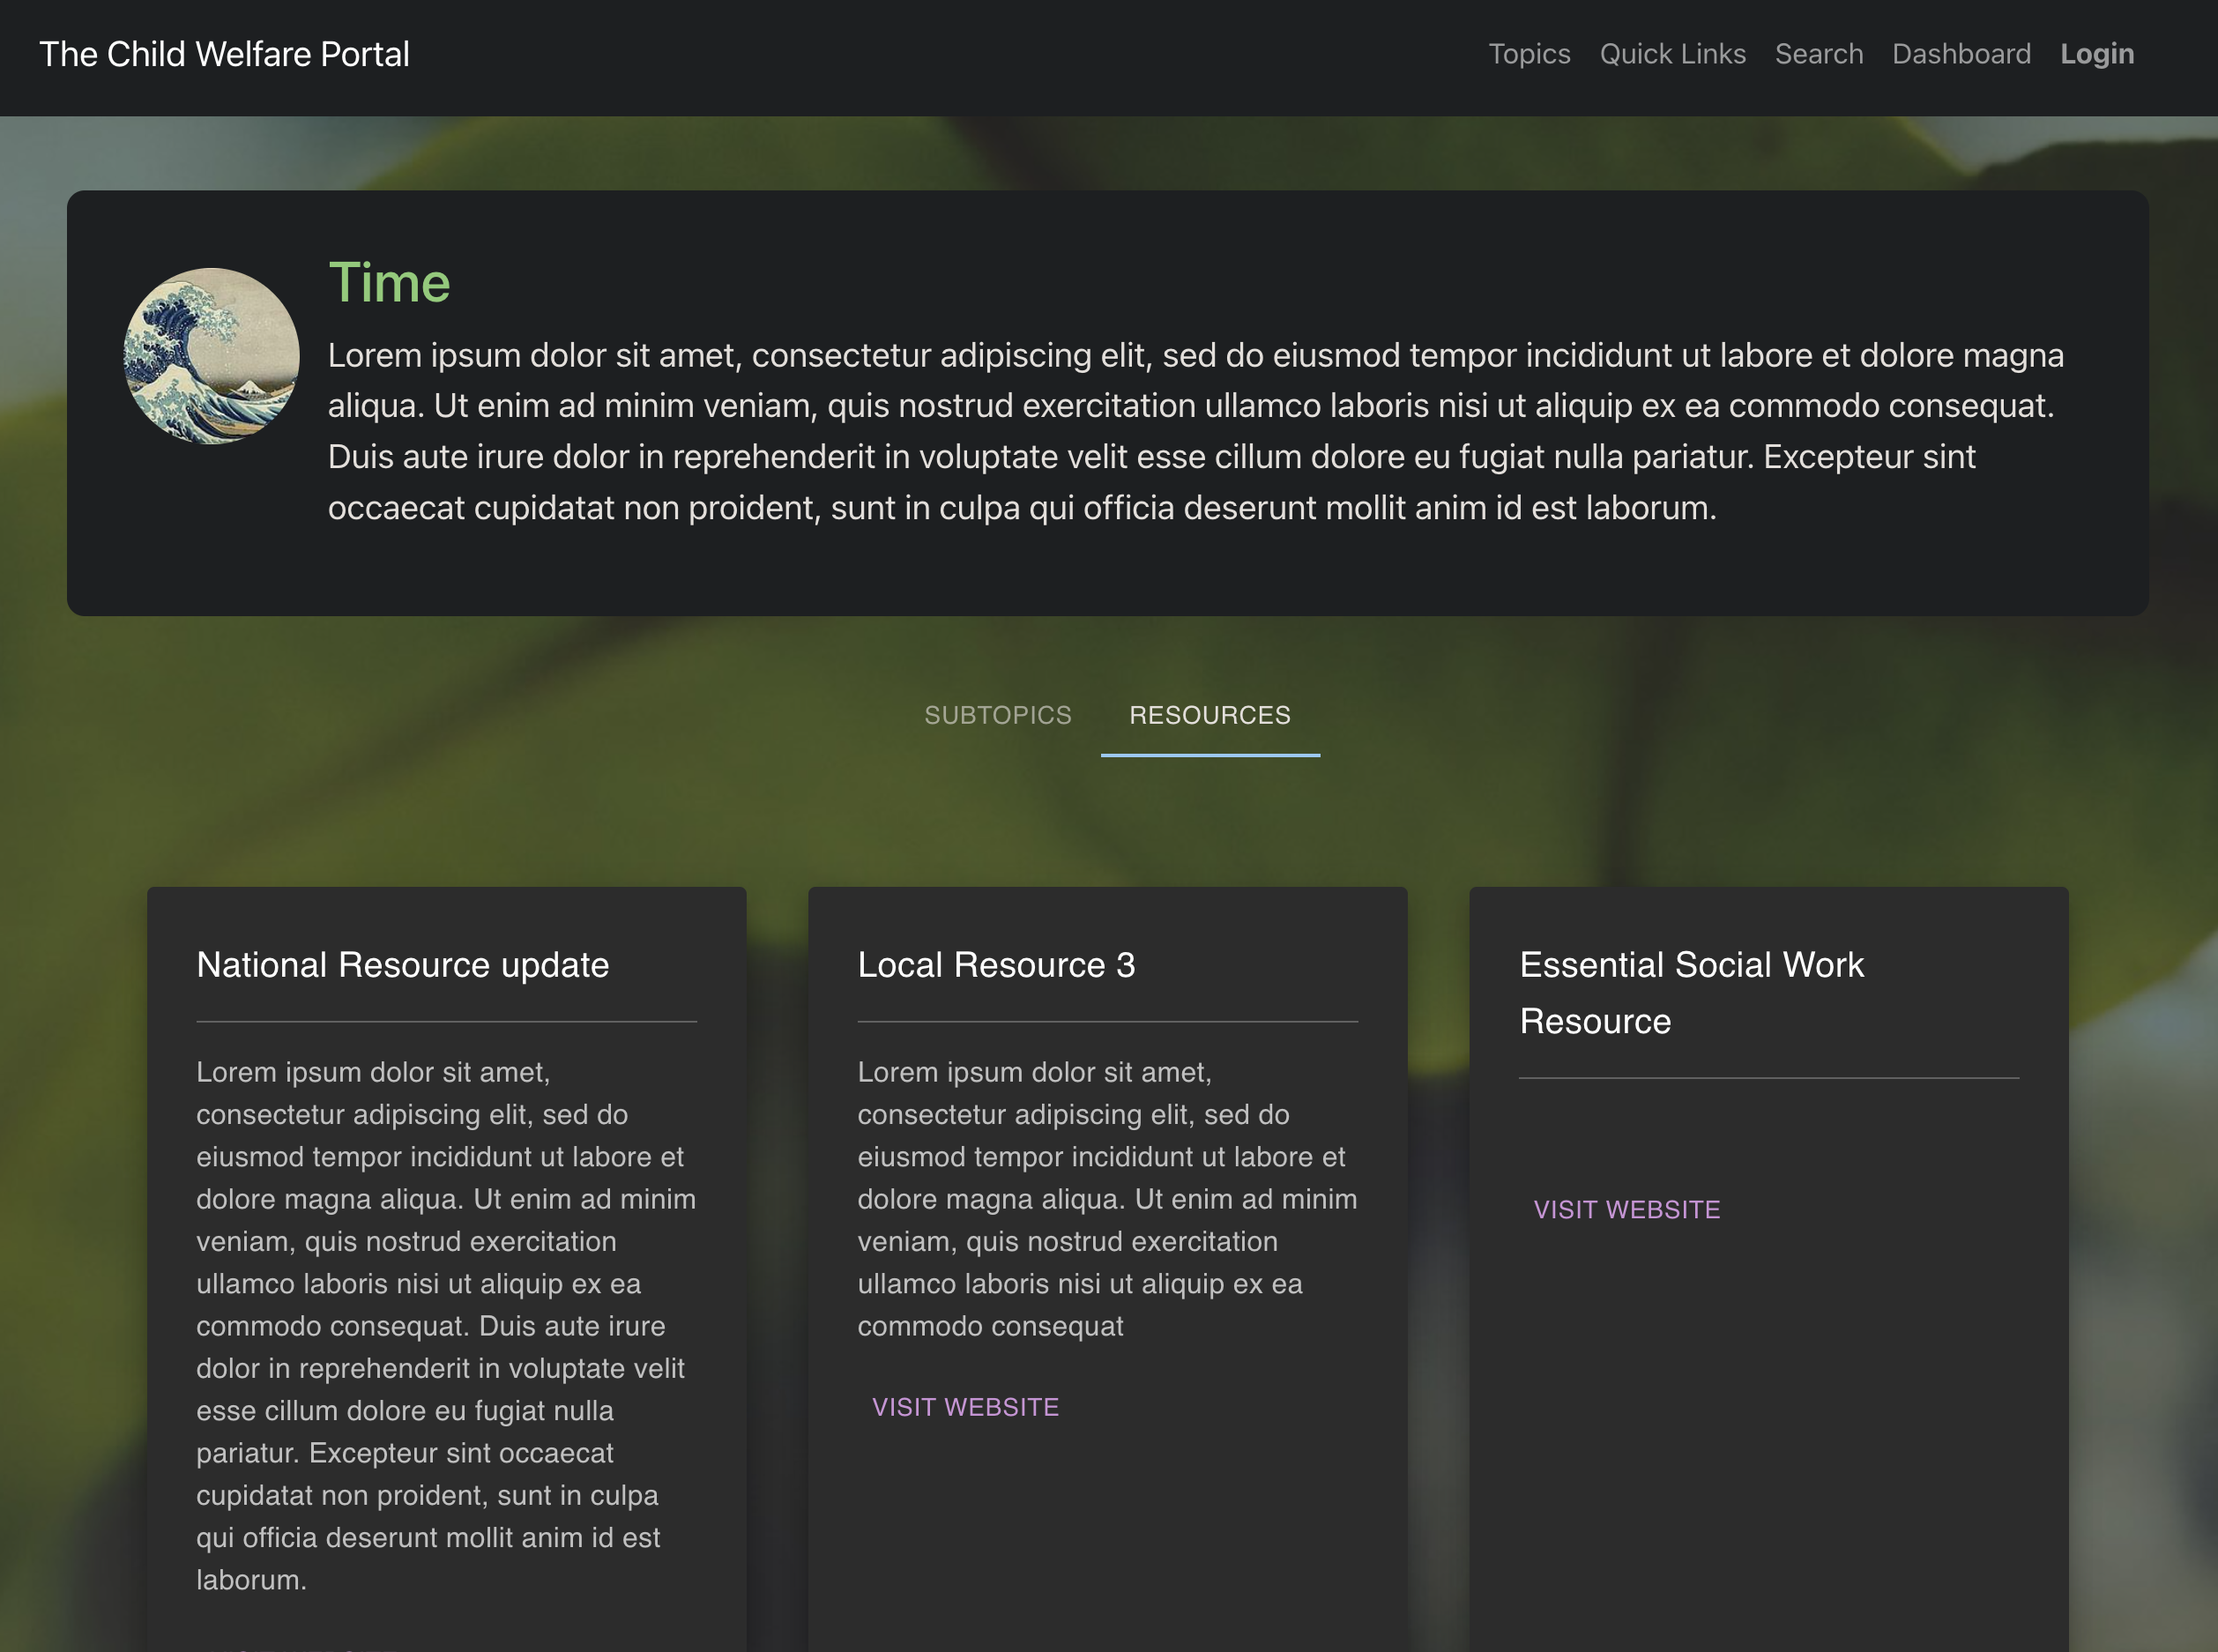 The Child Welfare Portal
Topics Quick Links Search Dashboard Login
Time
Lorem ipsum dolor sit amet, consectetur adipiscing elit, sed do eiusmod tempor incididunt ut labore et dolore magna
aliqua. Ut enim ad minim veniam, quis nostrud exercitation ullamco laboris nisi ut aliquip ex ea commodo consequat.
Duis aute irure dolor in reprehenderit in voluptate velit esse cillum dolore eu fugiat nulla pariatur. Excepteur sint
occaecat cupidatat non proident, sunt in culpa qui officia deserunt mollit anim id est laborum.
SUBTOPICS RESOURCES
National Resource update
Lorem ipsum dolor sit amet,
consectetur adipiscing elit, sed do
eiusmod tempor incididunt ut labore et
dolore magna aliqua. Ut enim ad minim
veniam, quis nostrud exercitation
ullamco laboris nisi ut aliquip ex ea
commodo consequat. Duis aute irure
dolor in reprehenderit in voluptate velit
esse cillum dolore eu fugiat nulla
pariatur. Excepteur sint occaecat
cupidatat non proident, sunt in culpa
qui officia deserunt mollit anim id est
laborum.
Local Resource 3
Lorem ipsum dolor sit amet,
consectetur adipiscing elit, sed do
eiusmod tempor incididunt ut labore et
dolore magna aliqua. Ut enim ad minim
veniam, quis nostrud exercitation
ullamco laboris nisi ut aliquip ex ea
commodo consequat
VISIT WEBSITE
Essential Social Work
Resource
VISIT WEBSITE